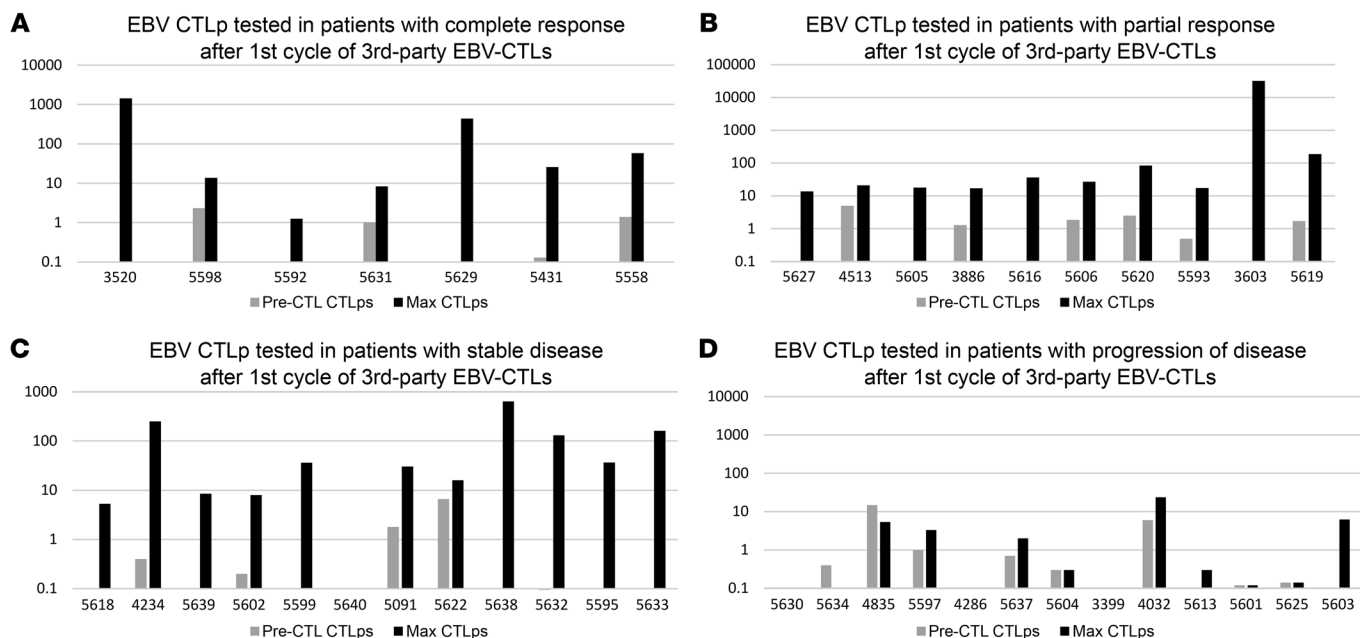 A
EBV CTLp tested in patients with complete response
after 1st cycle of 3rd-party EBV-CTLs
10000
1000
100
10
1
0.1
3520 5598 5592 5631 5629 5431 5558
Pre-CTL CTLps Max CTLps
B
EBV CTLp tested in patients with partial response
after 1st cycle of 3rd-party EBV-CTLs
100000
10000
1000
100
10
1
0.1
5627 4513 5605 3886 5616 5606 5620 5593 3603 5619
Pre-CTL CTLps Max CTLps
C
EBV CTLp tested in patients with stable disease
after 1st cycle of 3rd-party EBV-CTLs
1000
100
10
1
0.1
5618 4234 5639 5602 5599 5640 5091 5622 5638 5632 5595 5633
Pre-CTL CTLps Max CTLps
D
EBV CTLp tested in patients with progression of disease
after 1st cycle of 3rd-party EBV-CTLs
10000
1000
100
10
1
0.1
5630 5634 4835 5597 4286 5637 5604 3399 4032 5613 5601 5625 5603
Pre-CTL CTLps Max CTLps